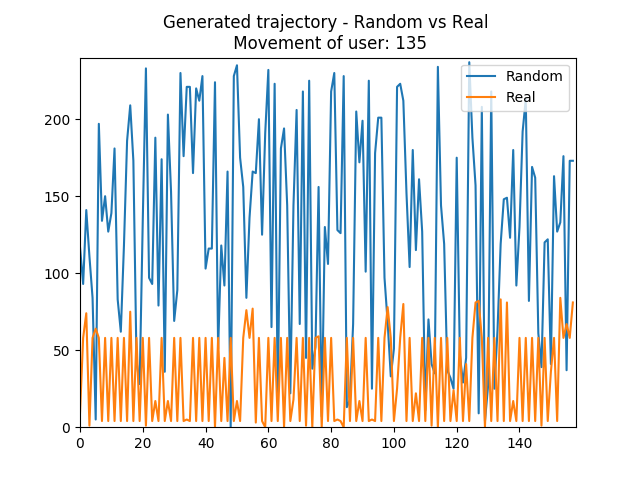 Generated trajectory - Random vs Real
Movement of user: 135
Random
Real
200
150
100
50
0
0 20 40 60 80 100 120 140